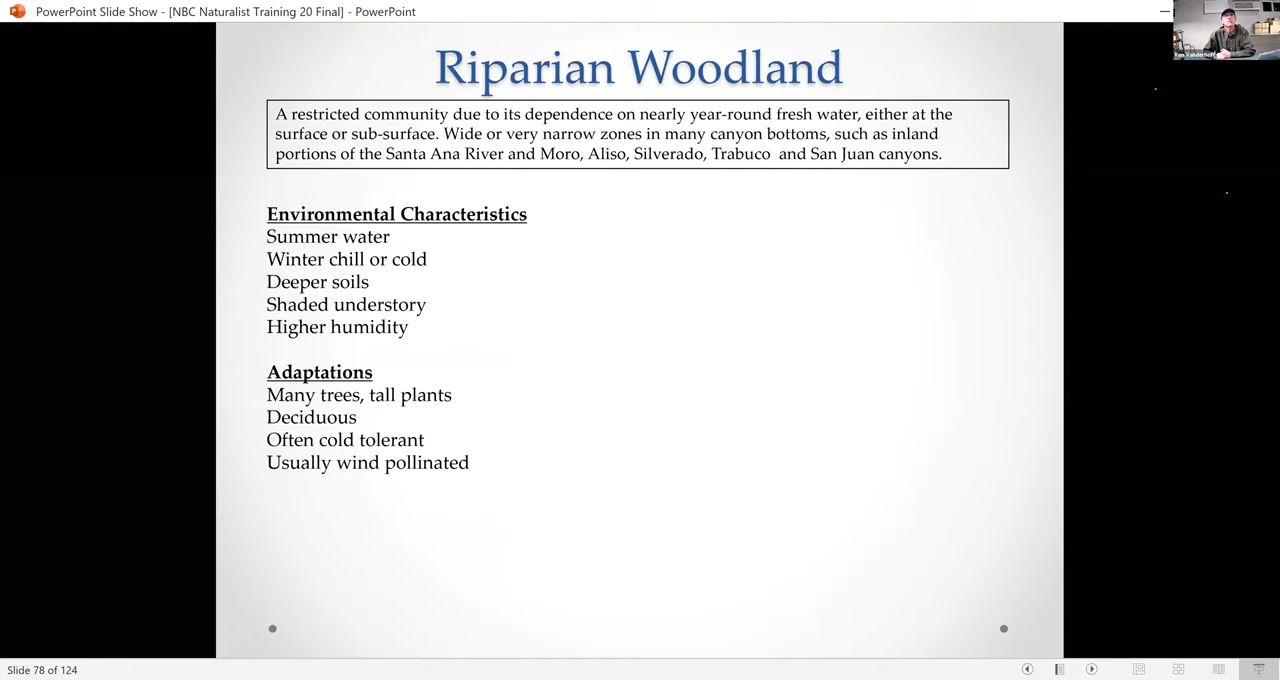 PowerPoint Slide Show - [NBC Naturalist Training 20 Final] - PowerPoint
Ron Vanderhoff
Riparian Woodland
A restricted community due to its dependence on nearly year-round fresh water, either at the
surface or sub-surface. Wide or very narrow zones in many canyon bottoms, such as inland
portions of the Santa Ana River and Moro, Aliso, Silverado, Trabuco  and San Juan canyons.
Environmental Characteristics
Summer water
Winter chill or cold
Deeper soils
Shaded understory
Higher humidity
Adaptations
Many trees, tall plants
Deciduous
Often cold tolerant
Usually wind pollinated
Slide 78 of 124